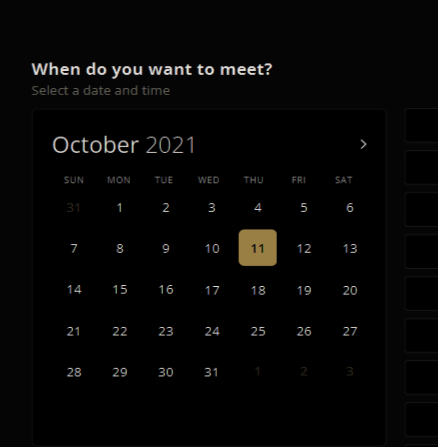 When do you want to meet?
Select a date and time
October 2021
SUN MON TUE WED THU FRI SAT
31 1 2 3 4 5 6
7 8 9 10 11 12 13
14 15 16 17 18 19 20
21 22 23 24 25 26 27
28 29 30 31 1 2 3